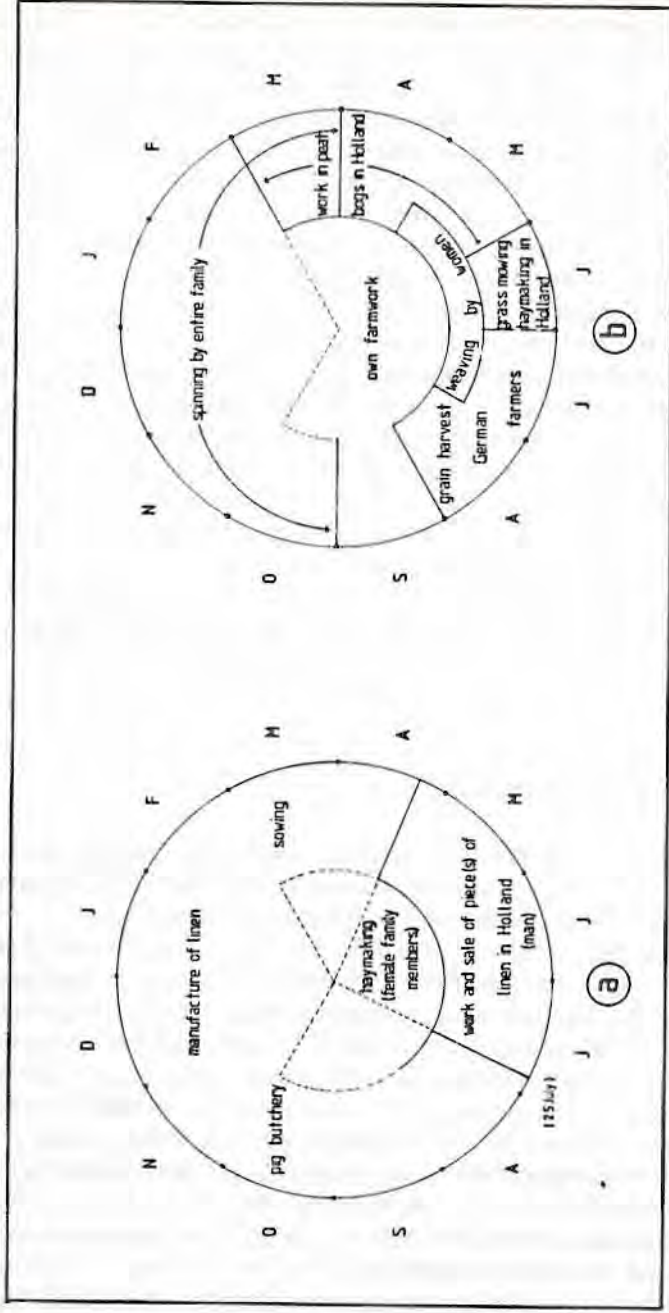 D
J
N
F
manufacture of linen
O
pig butchery
sowing
M
S
A
haymaking
(female family
members)
A
work and sale of piece(s) of
linen in Holland
(man)
M
(25July)
J
J
a
D
J
N
F
spinning by entire family
O
M
work in peat
bogs in Holland
own farmwork
S
A
weaving by women
grain harvest
German
farmers
grass mowing
haymaking in
Holland
A
M
J
J
b